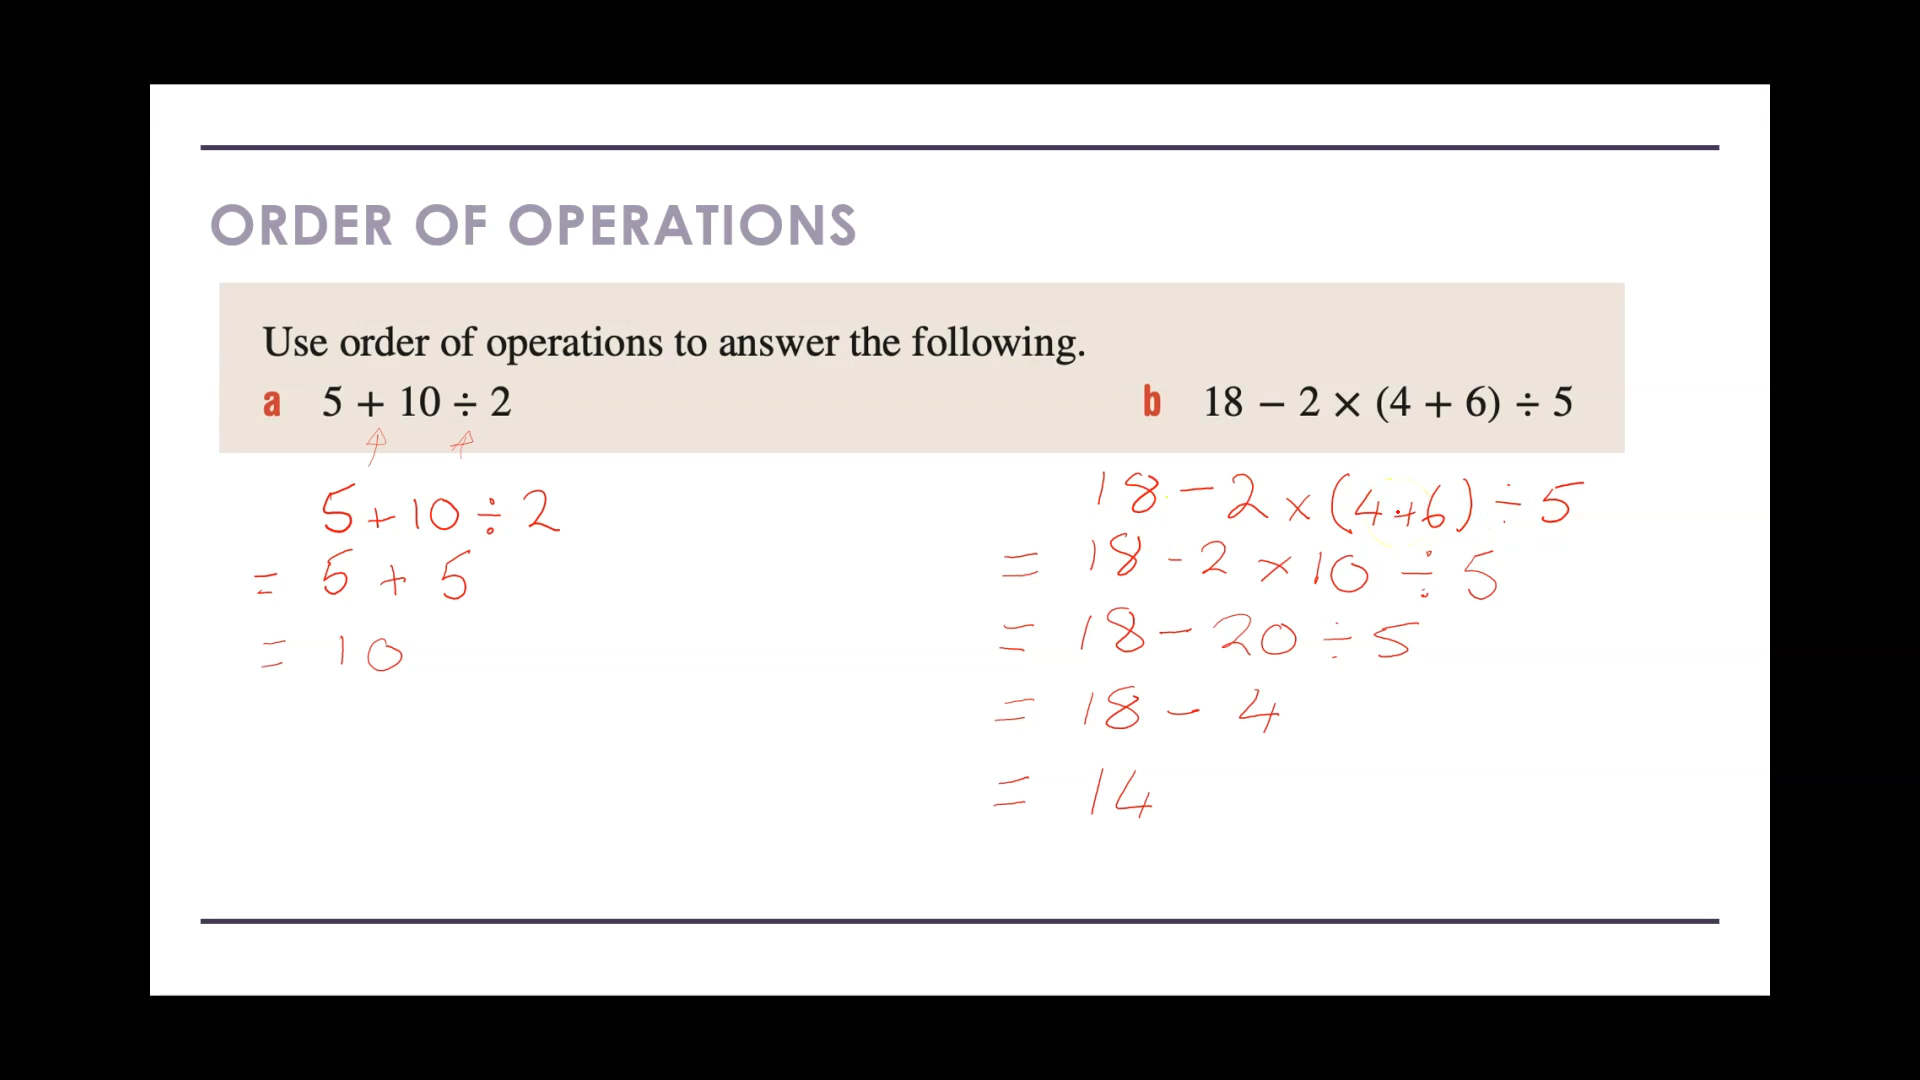 ORDER OF OPERATIONS
Use order of operations to answer the following.
a 5 + 10 ÷ 2
b 18 − 2 × (4 + 6) ÷ 5
5+10÷2
= 5 + 5
= 10
18 − 2 × (4+6) ÷ 5
= 18 - 2 × 10 ÷ 5
= 18 − 20 ÷ 5
= 18 − 4
= 14